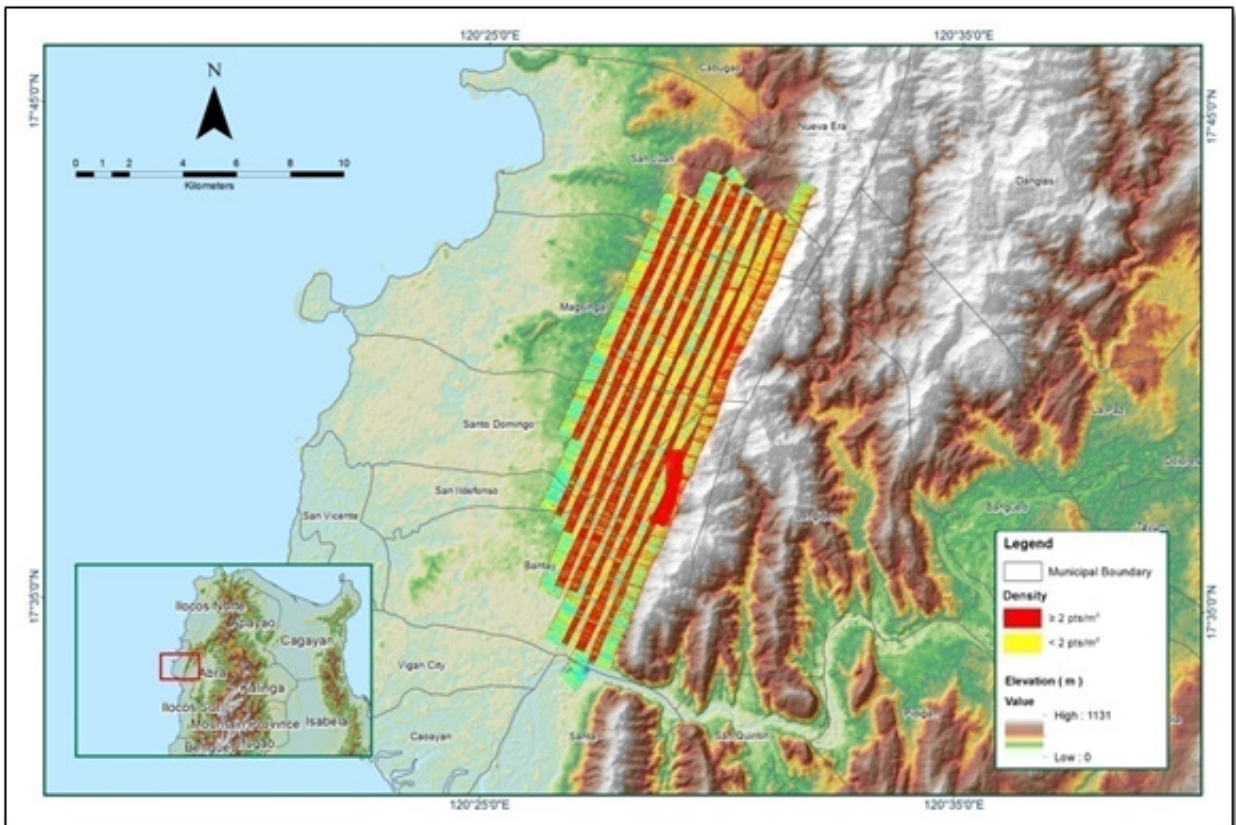 120°25'0"E
120°35'0"E
17°45'0"N
17°45'0"N
N
0 1 2 4 6 8 10
Kilometers
Cabugao
Nueva Era
San Juan
Danglas
Magsingal
La Paz
Santo Domingo
San Ildefonso
San Vicente
Bantay
Vigan City
Caoayan
Santa
San Quintin
17°35'0"N
17°35'0"N
Legend
Municipal Boundary
Density
≥ 2 pts/m²
< 2 pts/m²
Elevation ( m )
Value
High : 1131
Low : 0
Ilocos Norte
Apayao
Cagayan
Abra
Kalinga
Ilocos Sur
Mountain Province
Isabela
Ifugao
Benguet
120°25'0"E
120°35'0"E